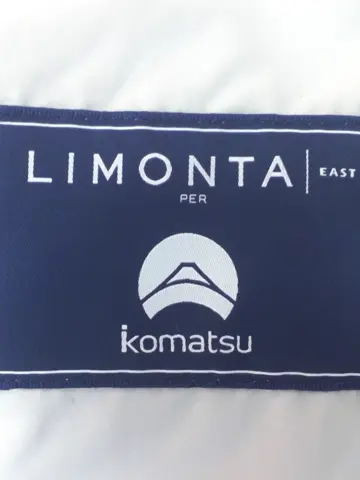 LIMONTA | EAST
PER
komatsu